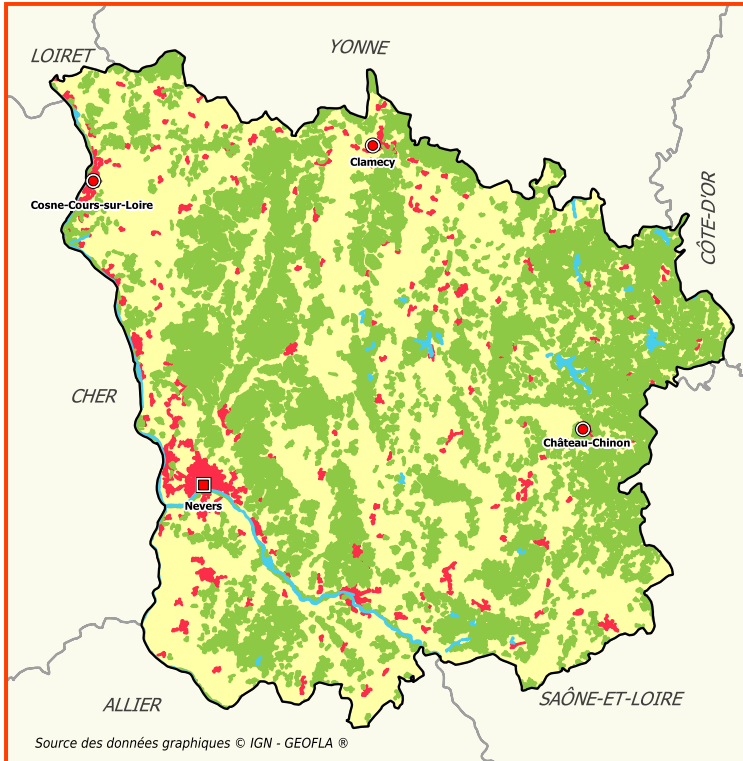 YONNE
LOIRET
Clamecy
Cosne-Cours-sur-Loire
CÔTE-D'OR
CHER
Château-Chinon
Nevers
SAÔNE-ET-LOIRE
ALLIER
Source des données graphiques © IGN - GEOFLA ®